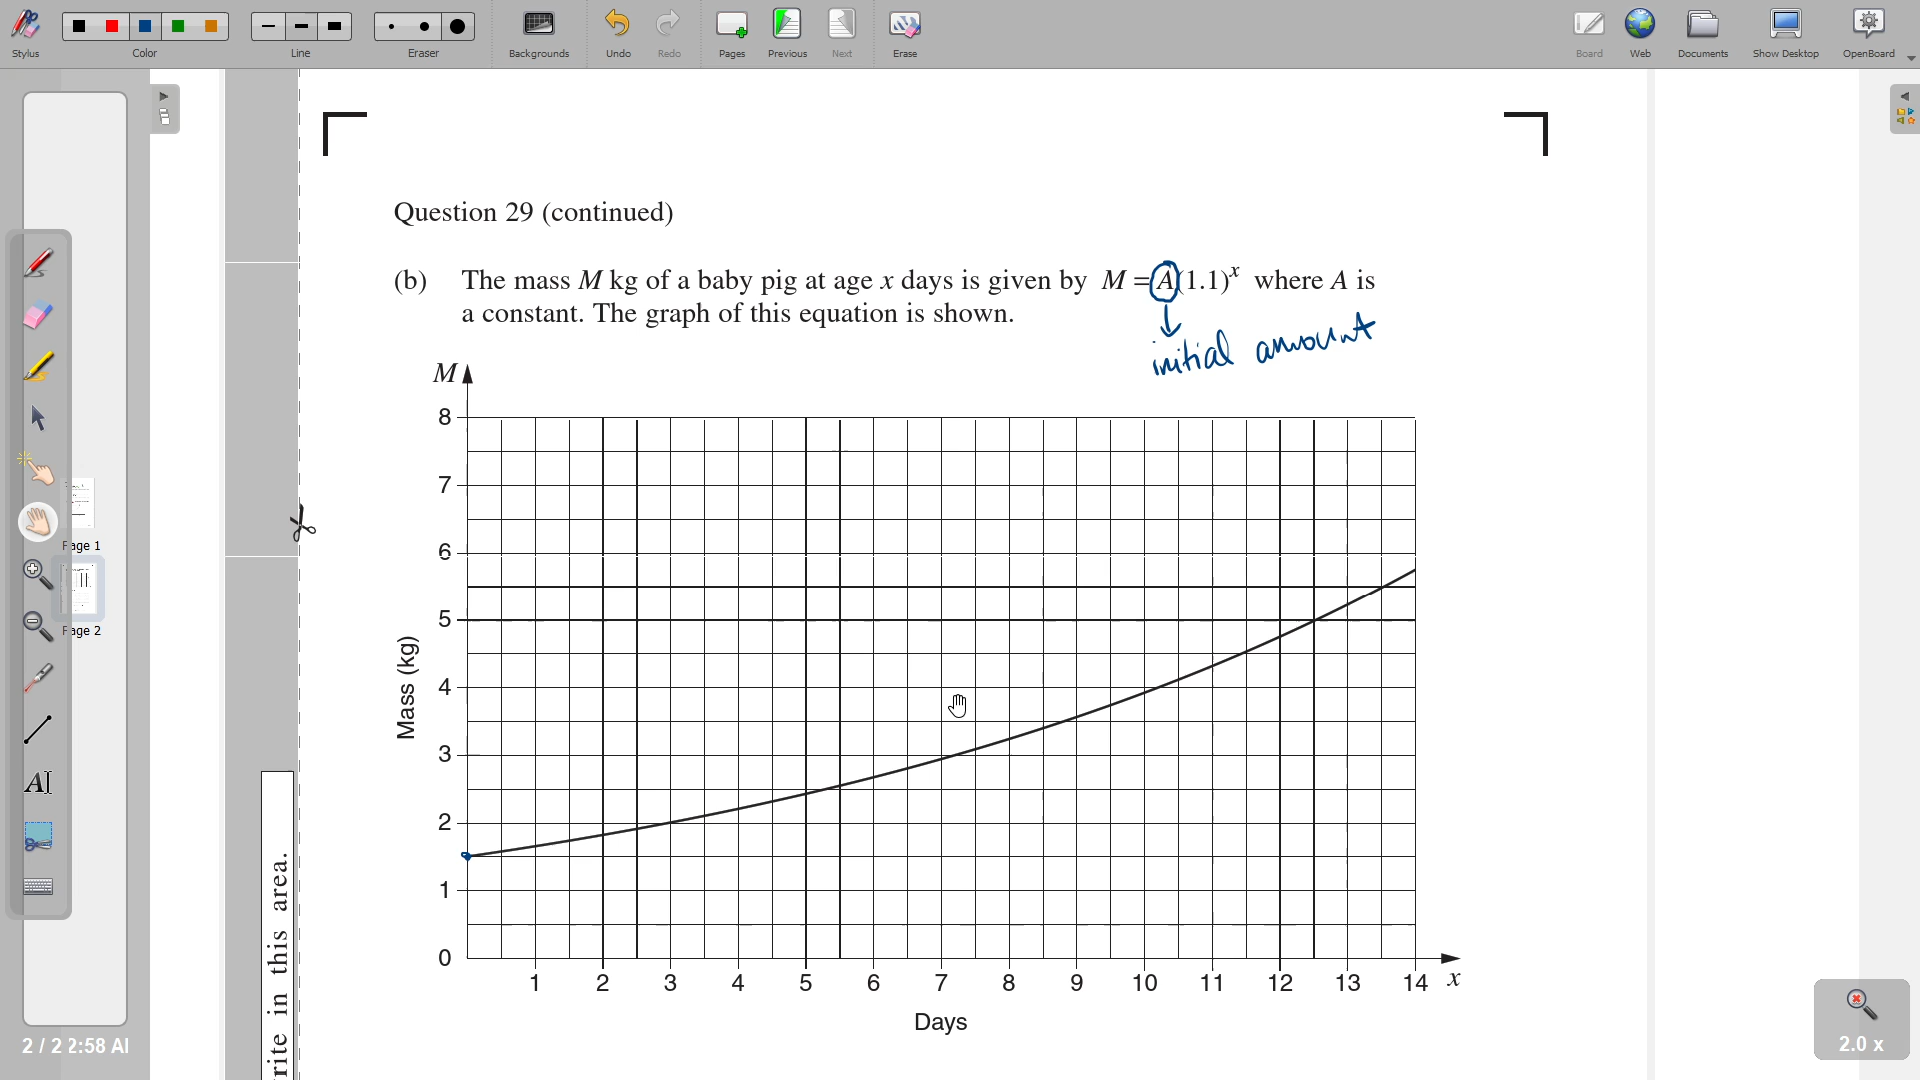 Stylus
Color
Line
Eraser
Backgrounds
Undo
Redo
Pages
Previous
Next
Erase
Board
Web
Documents
Show Desktop
OpenBoard
Question 29 (continued)
(b) The mass M kg of a baby pig at age x days is given by M = A(1.1)^x where A is
a constant. The graph of this equation is shown.
initial amount
M
8
7
6
5
4
3
2
1
0
Mass (kg)
1 2 3 4 5 6 7 8 9 10 11 12 13 14 x
Days
Page 1
Page 2
A
2 / 2 2:58 AM
rite in this area.
2.0 x